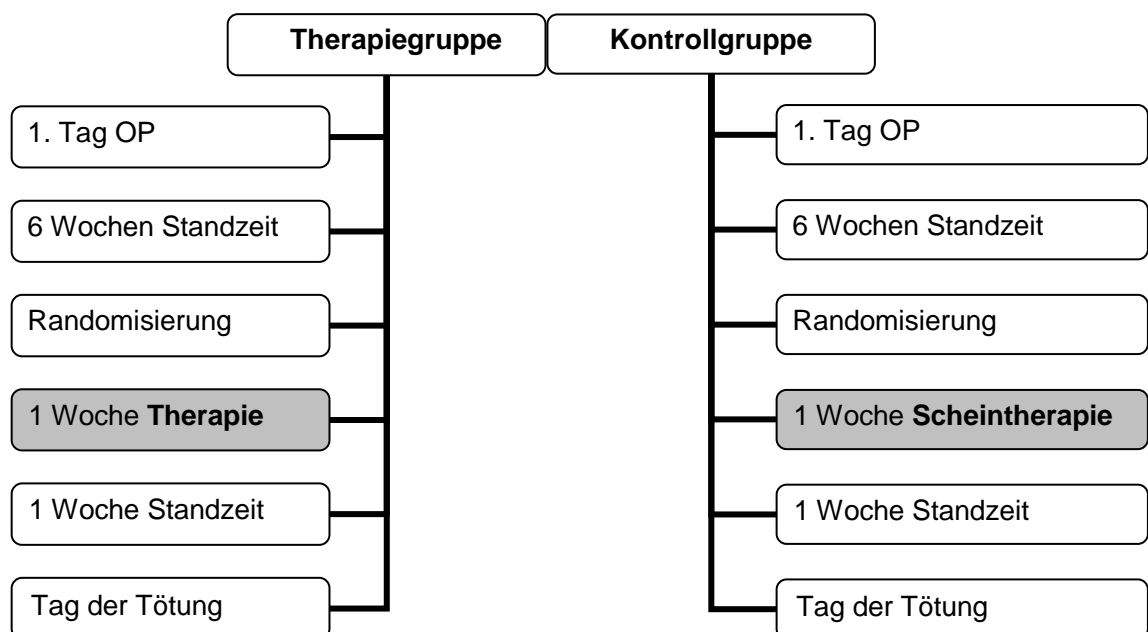 Therapiegruppe
Kontrollgruppe
1. Tag OP
6 Wochen Standzeit
Randomisierung
1 Woche Therapie
1 Woche Standzeit
Tag der Tötung
1. Tag OP
6 Wochen Standzeit
Randomisierung
1 Woche Scheintherapie
1 Woche Standzeit
Tag der Tötung